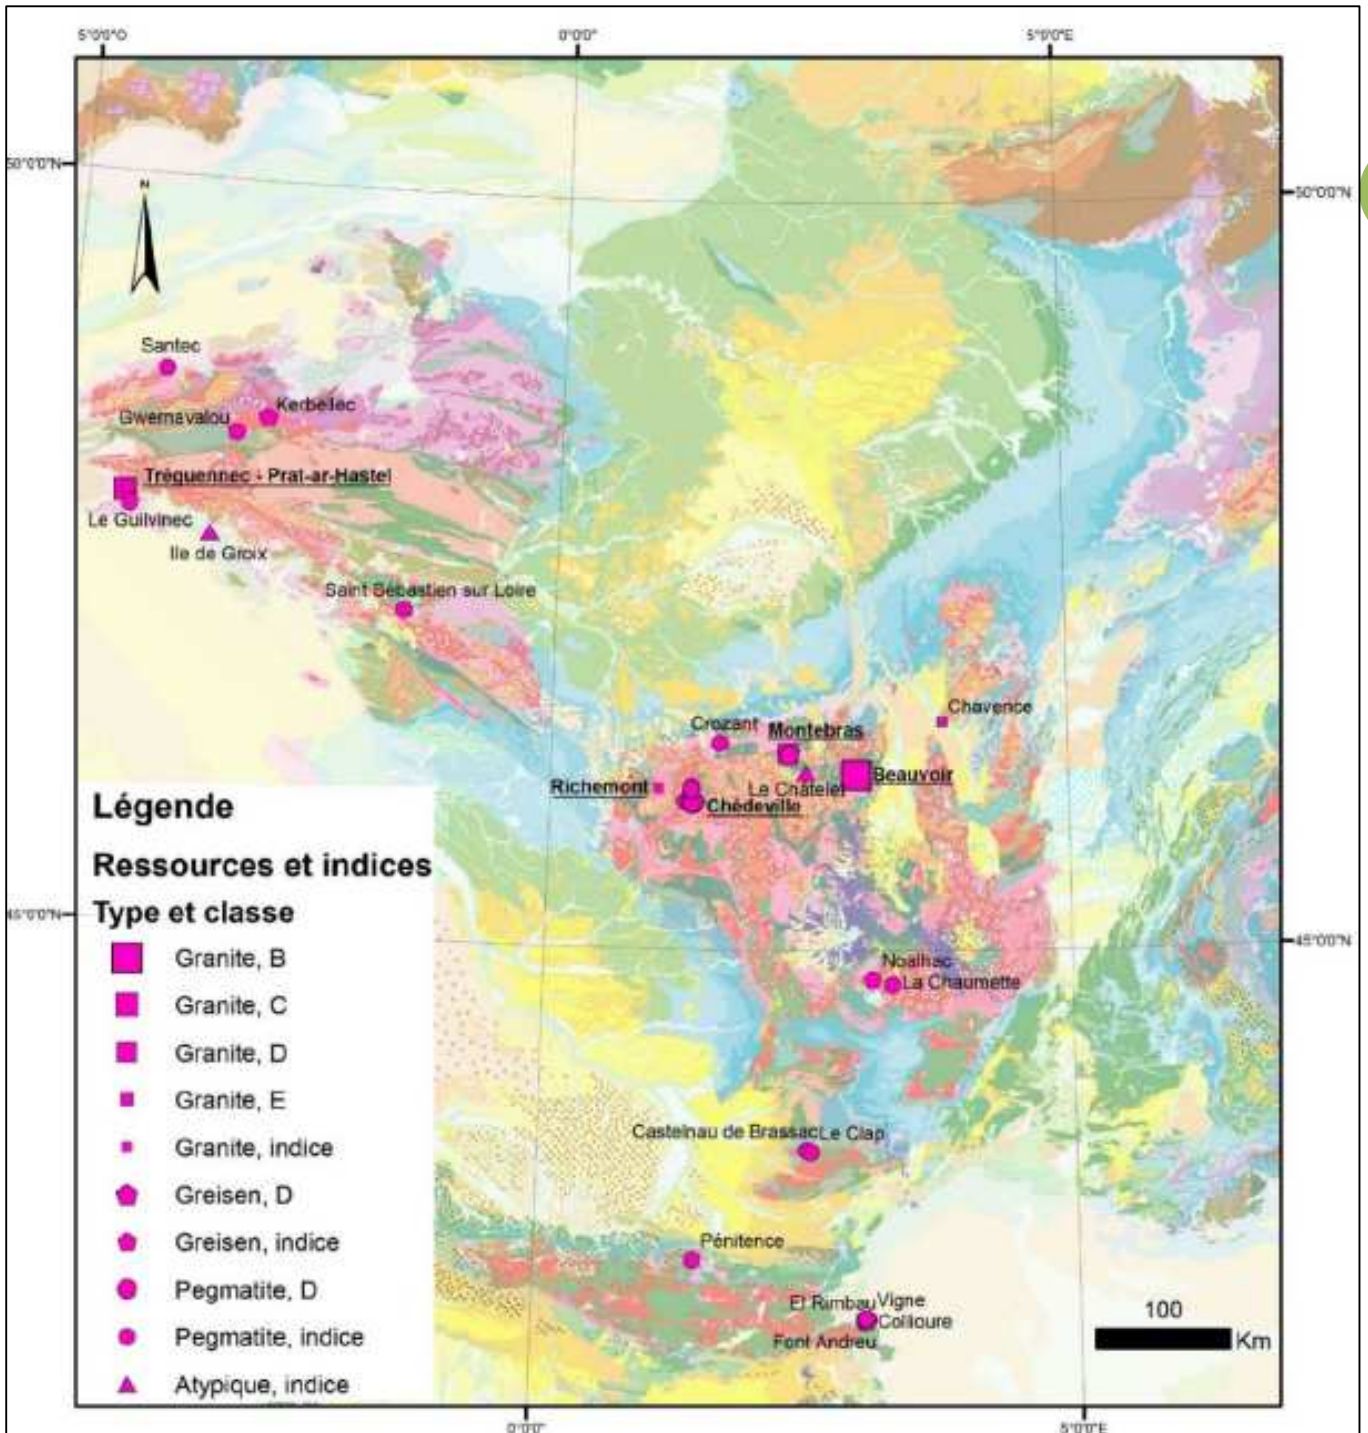 5°0'0"O 0°0'0" 5°0'0"E
50°0'0"N
N
50°0'0"N
Santec
Kerbellec
Gwernavalou
Tréguennec - Prat-ar-Hastel
Le Guilvinec
Ile de Groix
Saint Sébastien sur Loire
Chavence
Crozant
Montebras
Beauvoir
Richemont
Le Châtelet
Chédeville
Légende
Ressources et indices
Type et classe
45°0'0"N
45°0'0"N
Granite, B
Noalhac
La Chaumette
Granite, C
Granite, D
Granite, E
Castelnau de Brassac Le Clap
Granite, indice
Greisen, D
Greisen, indice
Pénitence
Pegmatite, D
El Rimbau Vigne
Collioure
100
Km
Pegmatite, indice
Font Andreu
Atypique, indice
0°0'0" 5°0'0"E